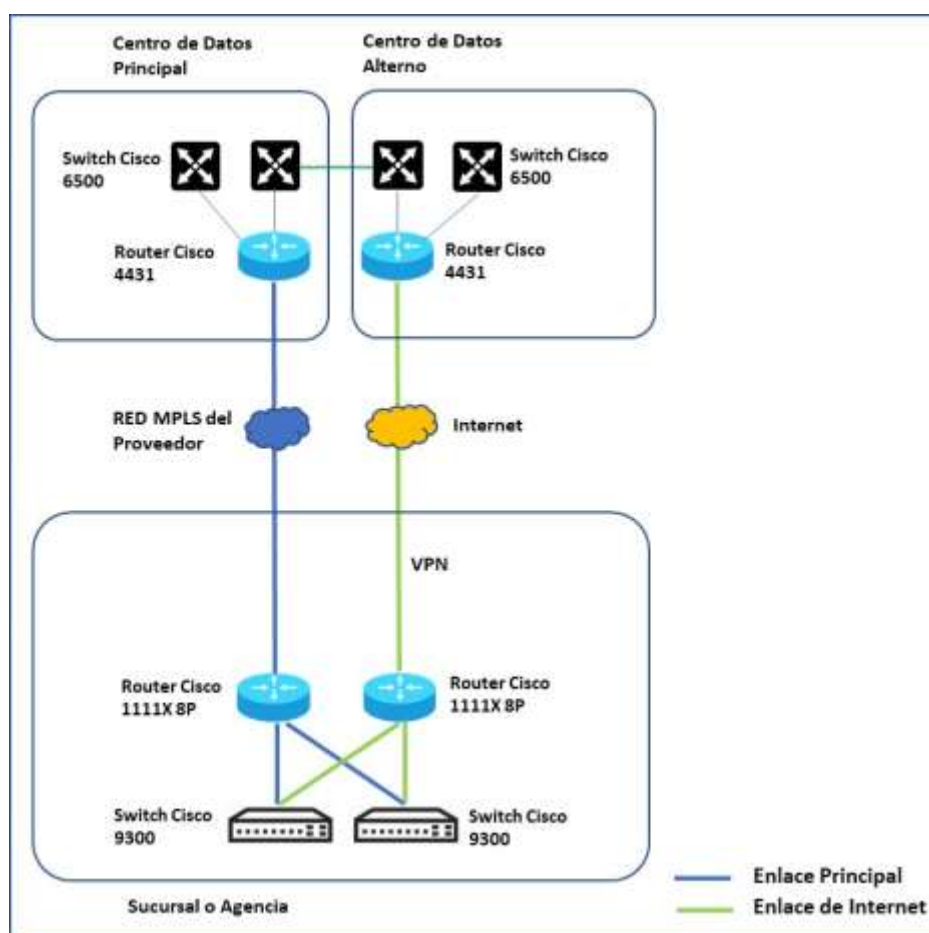 Centro de Datos
Principal
Centro de Datos
Alterno
Switch Cisco
6500
Switch Cisco
6500
Router Cisco
4431
Router Cisco
4431
RED MPLS del
Proveedor
Internet
VPN
Router Cisco
1111X 8P
Router Cisco
1111X 8P
Switch Cisco
9300
Switch Cisco
9300
Enlace Principal
Sucursal o Agencia
Enlace de Internet